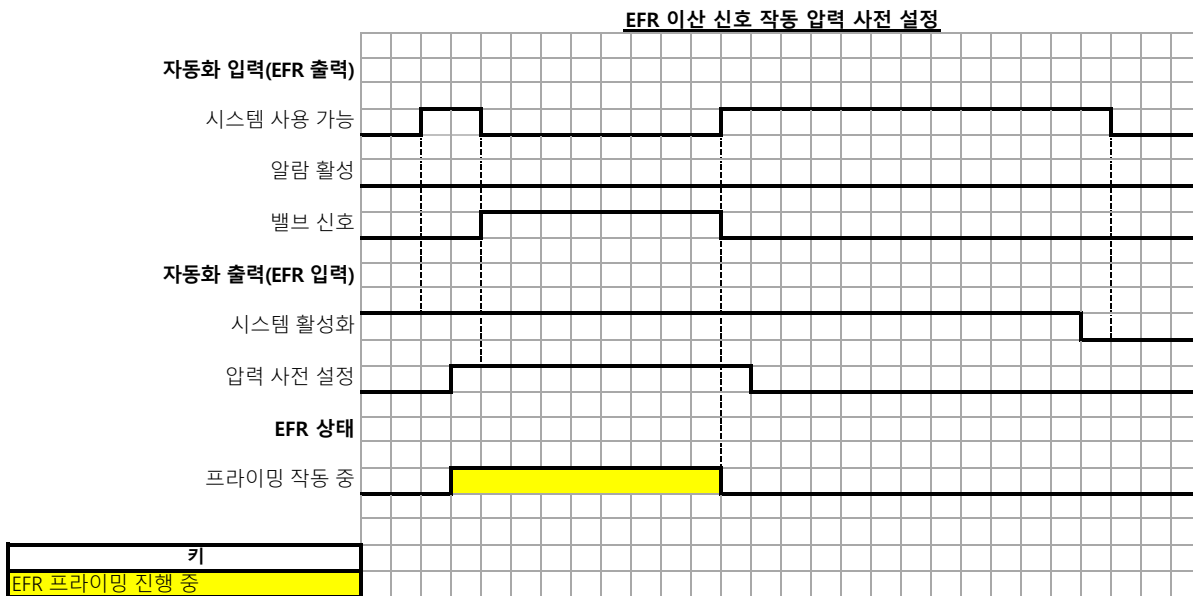 EFR 이산 신호 작동 압력 사전 설정
자동화 입력(EFR 출력)
시스템 사용 가능
알람 활성
밸브 신호
자동화 출력(EFR 입력)
시스템 활성화
압력 사전 설정
EFR 상태
프라이밍 작동 중
키
EFR 프라이밍 진행 중